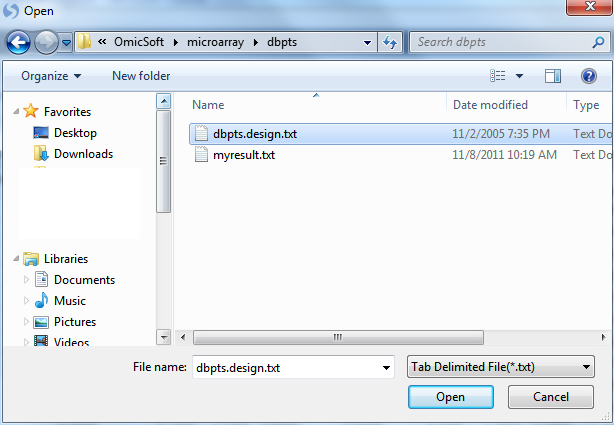 Open
« OmicSoft microarray dbpts
Search dbpts
Organize New folder
Favorites
Desktop
Downloads
Libraries
Documents
Music
Pictures
Videos
Name Date modified Type
dbpts.design.txt 11/2/2005 7:35 PM Text Do
myresult.txt 11/8/2011 10:19 AM Text Do
File name: dbpts.design.txt Tab Delimited File(*.txt)
Open Cancel